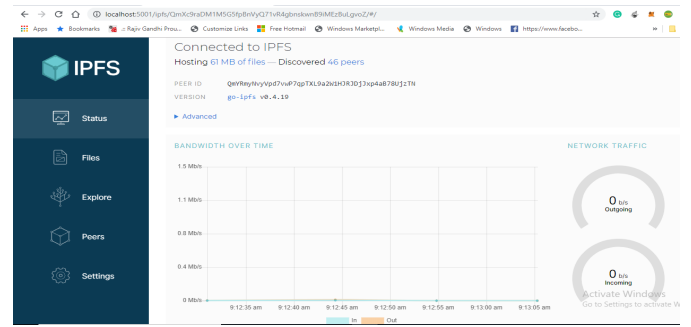 localhost:5001/ipfs/QmXc9raDM1M5G5fpBnVyQ71vR4gbnskwnB9iMEzBuLgvoZ/#/
Apps Bookmarks :: Rajiv Gandhi Prou... Customize Links Free Hotmail Windows Marketpl... Windows Media Windows https://www.facebo... »
IPFS
Status
Files
Explore
Peers
Settings
Connected to IPFS
Hosting 61 MB of files — Discovered 46 peers
PEER ID QmYRmyNvyVpd7vwP7qpTXL9a2W1HJRJDjJxp4aB78UjzTN
VERSION go-ipfs v0.4.19
▸ Advanced
BANDWIDTH OVER TIME
1.5 Mb/s
1.1 Mb/s
0.8 Mb/s
0.4 Mb/s
0 Mb/s
9:12:35 am 9:12:40 am 9:12:45 am 9:12:50 am 9:12:55 am 9:13:00 am 9:13:05 am
In Out
NETWORK TRAFFIC
0 b/s
Outgoing
0 b/s
Incoming
Activate Windows
Go to Settings to activate W